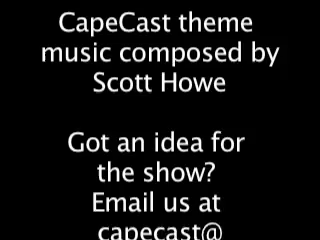 CapeCast theme
music composed by
Scott Howe
Got an idea for
the show?
Email us at
capecast@